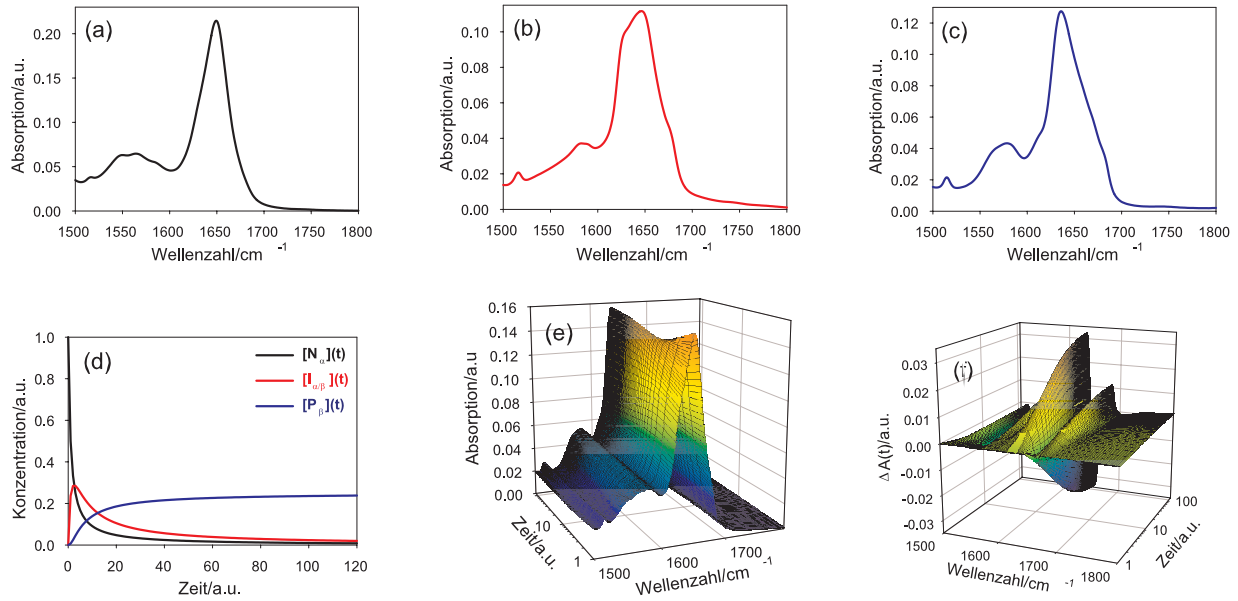 (a)
Absorption/a.u.
0.20
0.15
0.10
0.05
0.00
1500 1550 1600 1650 1700 1750 1800
Wellenzahl/cm -1
(b)
Absorption/a.u.
0.10
0.08
0.06
0.04
0.02
0.00
1500 1550 1600 1650 1700 1750 1800
Wellenzahl/cm -1
(c)
Absorption/a.u.
0.12
0.10
0.08
0.06
0.04
0.02
0.00
1500 1550 1600 1650 1700 1750 1800
Wellenzahl/cm -1
(d)
Konzentration/a.u.
1.0
0.8
0.6
0.4
0.2
0.0
[N α](t)
[I α/β](t)
[P β](t)
0 20 40 60 80 100 120
Zeit/a.u.
(e)
Absorption/a.u
0.16
0.14
0.12
0.10
0.08
0.06
0.04
0.02
0.00
10
1
Zeit/a.u.
1500 1600 1700
Wellenzahl/cm -1
(f)
ΔA(t)/a.u.
0.03
0.02
0.01
0.00
-0.01
-0.02
-0.03
1500 1600 1700 1800
Wellenzahl/cm -1
1 10 100
Zeit/a.u.